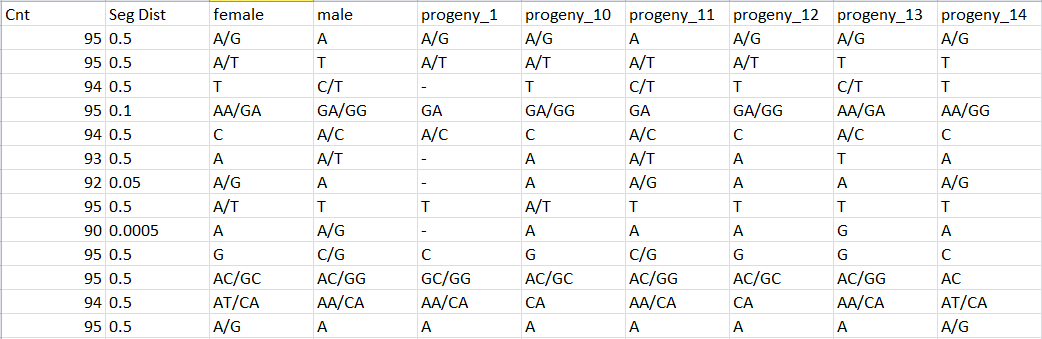 Cnt Seg Dist female male progeny_1 progeny_10 progeny_11 progeny_12 progeny_13 progeny_14
95 0.5 A/G A A/G A/G A A/G A/G A/G
95 0.5 A/T T A/T A/T A/T A/T T T
94 0.5 T C/T - T C/T T C/T T
95 0.1 AA/GA GA/GG GA GA/GG GA GA/GG AA/GA AA/GG
94 0.5 C A/C A/C C A/C C A/C C
93 0.5 A A/T - A A/T A T A
92 0.05 A/G A - A A/G A A A/G
95 0.5 A/T T T A/T T T T T
90 0.0005 A A/G - A A A G A
95 0.5 G C/G C G C/G G G C
95 0.5 AC/GC AC/GG GC/GG AC/GC AC/GG AC/GC AC/GG AC
94 0.5 AT/CA AA/CA AA/CA CA AA/CA CA AA/CA AT/CA
95 0.5 A/G A A A A A A A/G